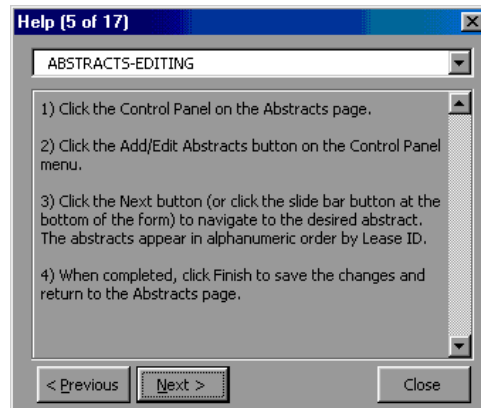 Help (5 of 17)
ABSTRACTS-EDITING
1) Click the Control Panel on the Abstracts page.
2) Click the Add/Edit Abstracts button on the Control Panel
menu.
3) Click the Next button (or click the slide bar button at the
bottom of the form) to navigate to the desired abstract.
The abstracts appear in alphanumeric order by Lease ID.
4) When completed, click Finish to save the changes and
return to the Abstracts page.
< Previous Next > Close